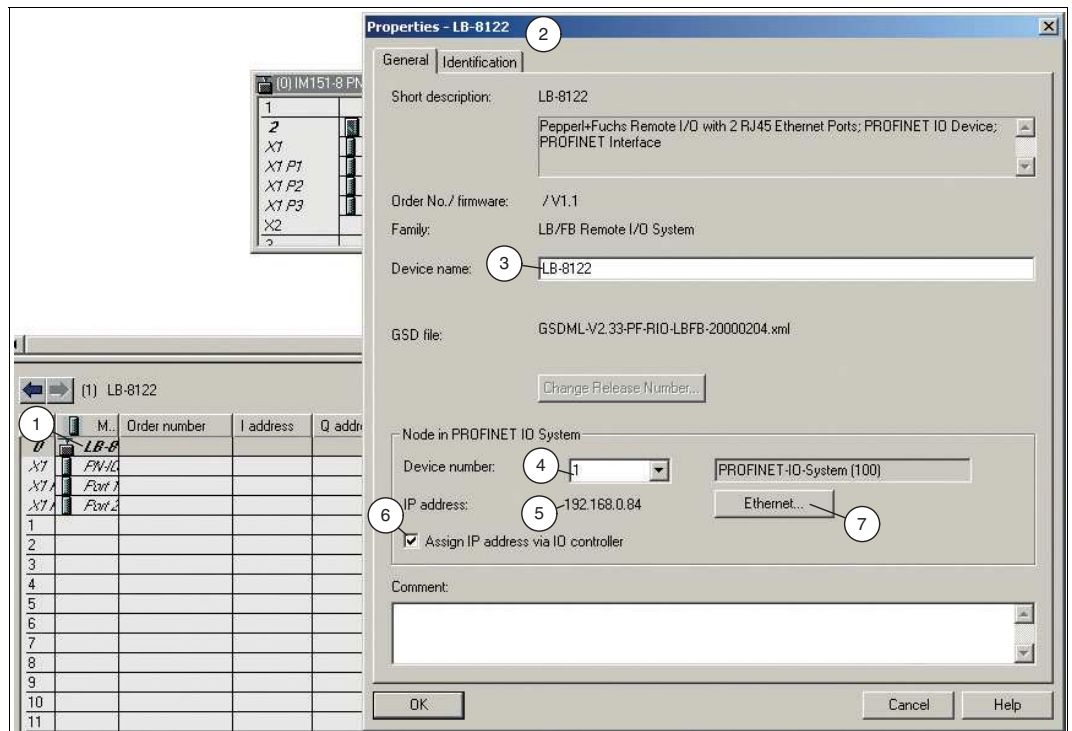 Properties - LB-8122
2
General
Identification
(0) IM151-8 PN
1
2
X1
X1 P1
X1 P2
X1 P3
X2
Short description:
LB-8122
Pepperl+Fuchs Remote I/O with 2 RJ45 Ethernet Ports; PROFINET IO Device;
PROFINET Interface
Order No./ firmware:
/ V1.1
Family:
LB/FB Remote I/O System
Device name:
3
LB-8122
GSD file:
GSDML-V2.33-PF-RIO-LBFB-20000204.xml
Change Release Number...
(1) LB-8122
1
M..
Order number
I address
Q addre
0
LB-8
X1
PN-IO
X1
Port 1
X1
Port 2
1
2
3
4
5
6
7
8
9
10
11
Node in PROFINET IO System
Device number:
4
1
PROFINET-IO-System (100)
IP address:
5
192.168.0.84
Ethernet...
7
6
Assign IP address via IO controller
Comment:
OK
Cancel
Help